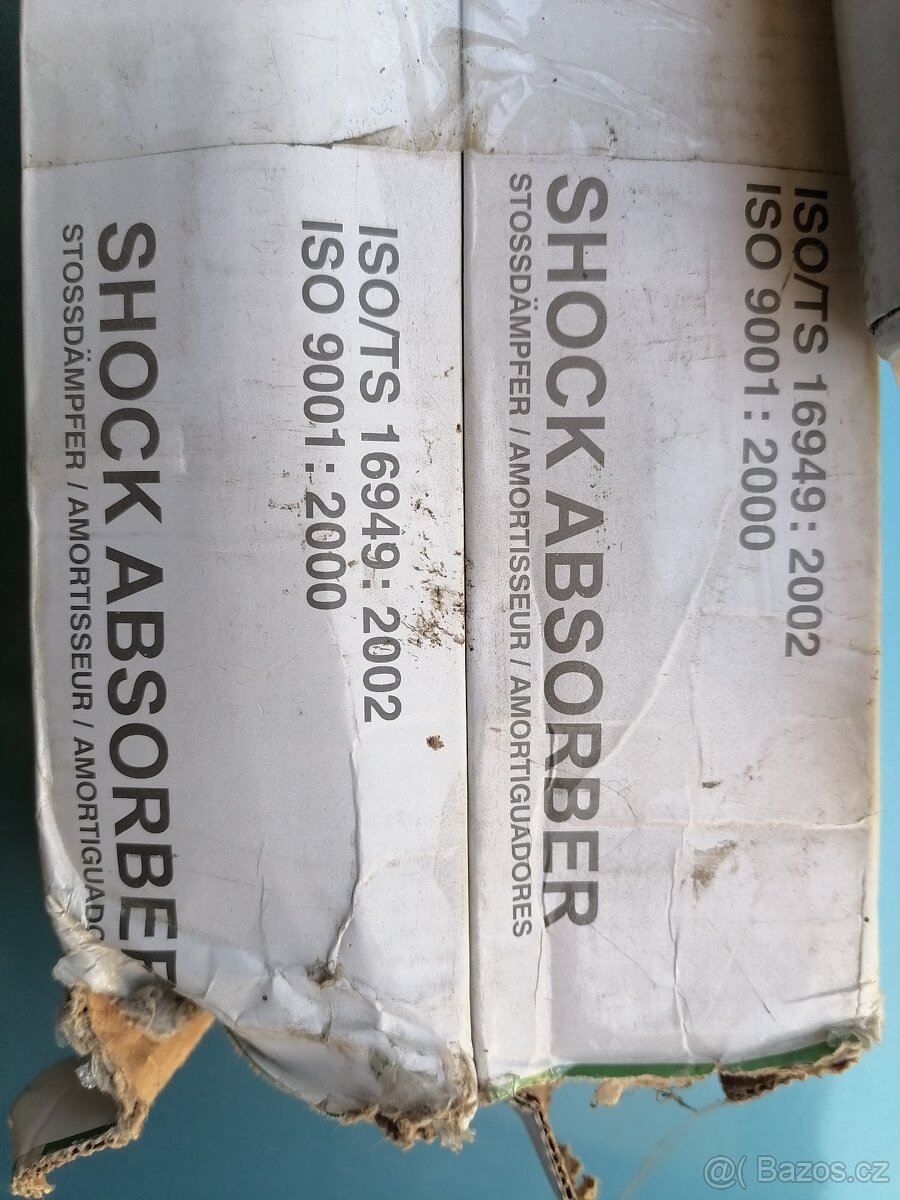 ISO/TS 16949: 2002
ISO 9001: 2000
SHOCK ABSORBER
STOSSDÄMPFER / AMORTISSEUR / AMORTIGUADORES
ISO/TS 16949: 2002
ISO 9001: 2000
SHOCK ABSORBER
STOSSDÄMPFER / AMORTISSEUR / AMORTIGUADO
@( Bazos.cz